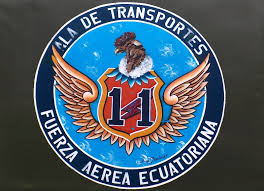 ALA DE TRANSPORTES
11
FUERZA AEREA ECUATORIANA